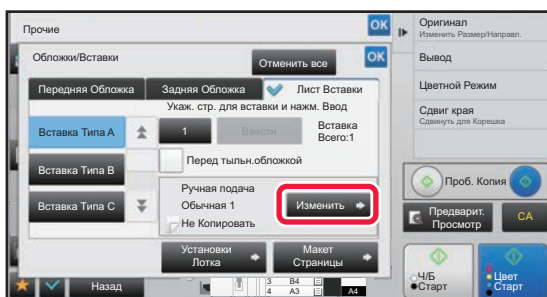 Прочие
OK
Обложки/Вставки
Отменить все
OK
Передняя Обложка
Задняя Обложка
Лист Вставки
Укаж. стр. для вставки и нажм. Ввод
Вставка Типа A
1
Ввести
Вставка
Всего:1
Перед тыльн.обложкой
Вставка Типа B
Ручная подача
Обычная 1
Изменить
Вставка Типа C
Не Копировать
Установки
Лотка
Макет
Страницы
Назад
3 B4
4 A3
A4
Оригинал
Изменить Размер/Направл.
Вывод
Цветной Режим
Сдвиг края
Сдвинуть для Корешка
Проб. Копия
Предварит.
Просмотр
CA
Ч/Б
Старт
Цвет
Старт